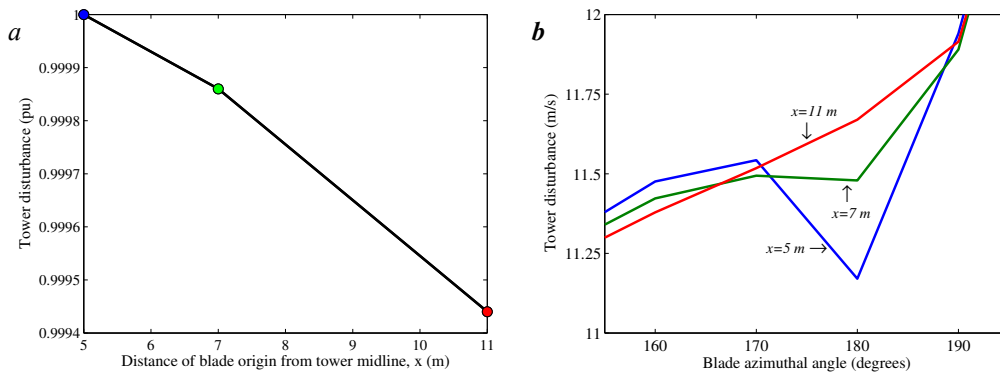 a
1
0.9999
0.9998
0.9997
0.9996
0.9995
0.9994
5
6
7
8
9
10
11
Tower disturbance (pu)
Distance of blade origin from tower midline, x (m)
b
12
11.75
11.5
11.25
11
160
170
180
190
Tower disturbance (m/s)
Blade azimuthal angle (degrees)
x=11 m
x=7 m
x=5 m